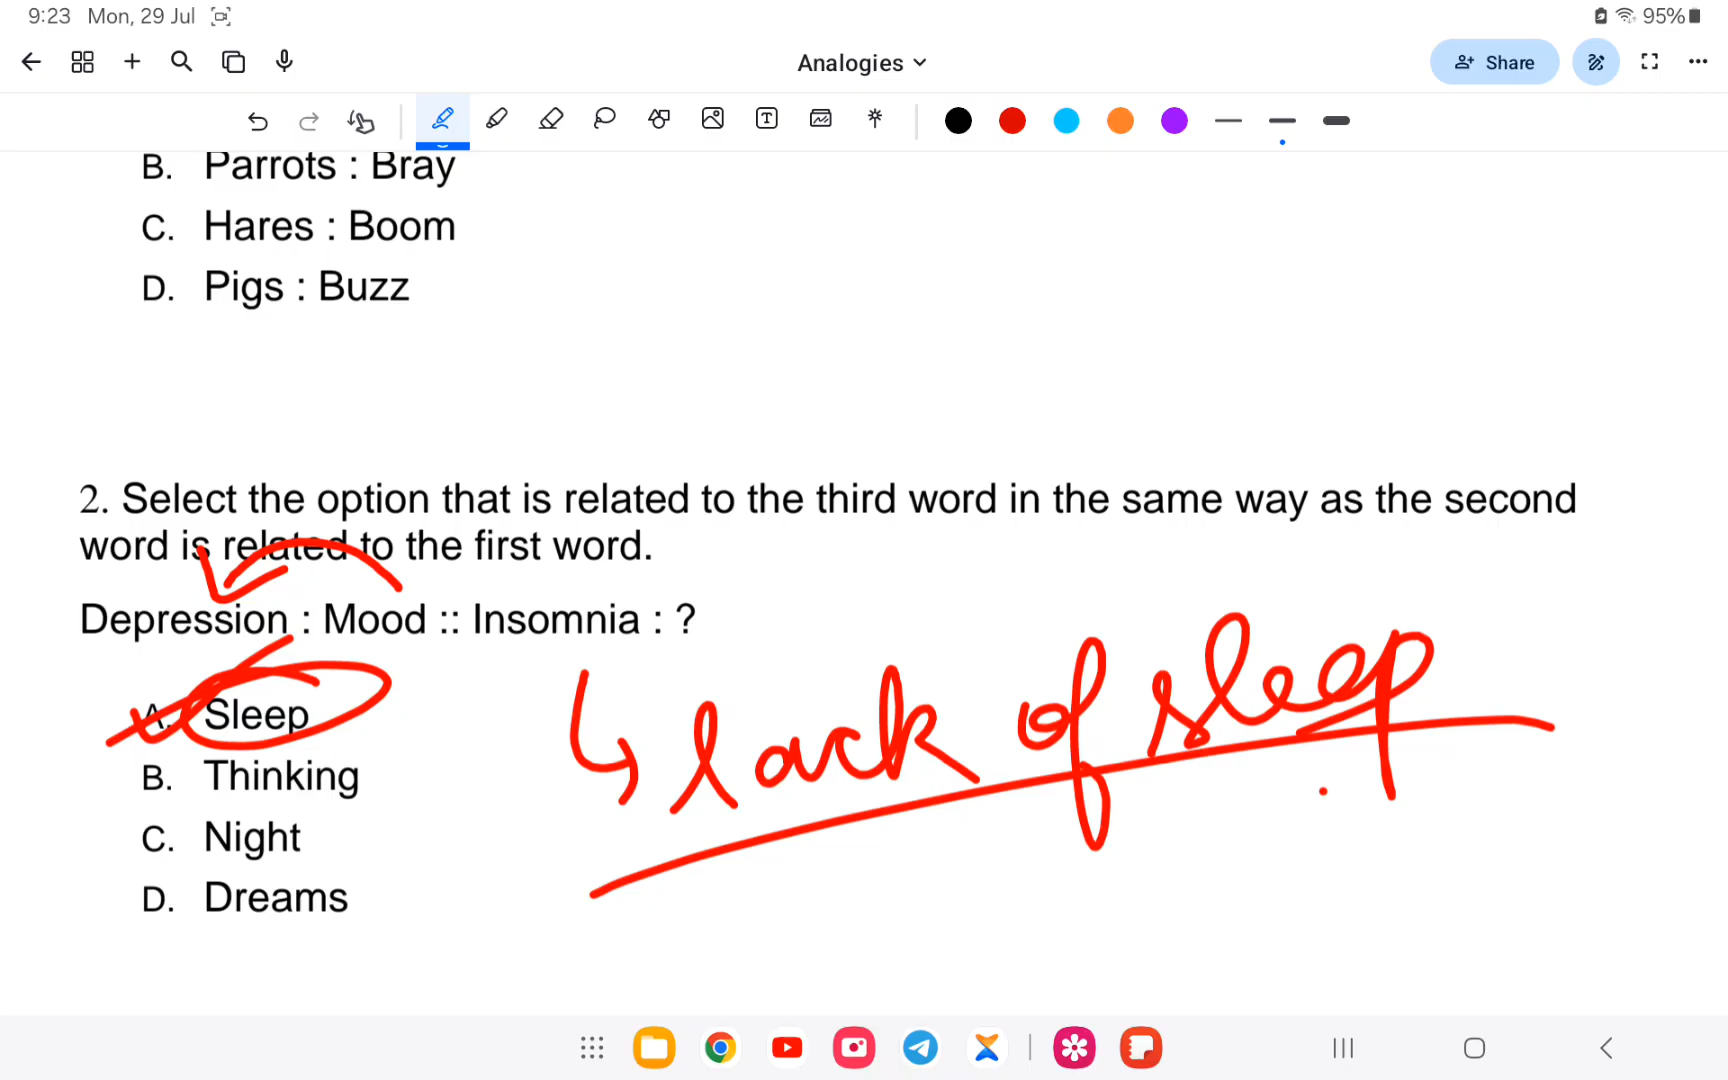 9:23 Mon, 29 Jul 95%
Analogies
Share
B. Parrots : Bray
C. Hares : Boom
D. Pigs : Buzz
2. Select the option that is related to the third word in the same way as the second
word is related to the first word.
Depression : Mood :: Insomnia : ?
A. Sleep
lack of sleep
B. Thinking
C. Night
D. Dreams